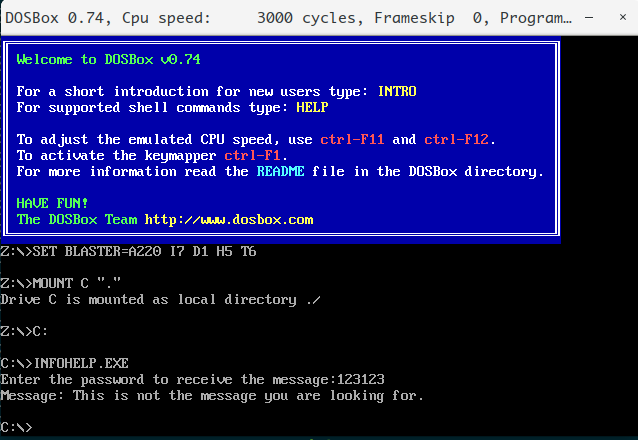 DOSBox 0.74, Cpu speed:     3000 cycles, Frameskip  0, Program...
Welcome to DOSBox v0.74
For a short introduction for new users type: INTRO
For supported shell commands type: HELP
To adjust the emulated CPU speed, use ctrl-F11 and ctrl-F12.
To activate the keymapper ctrl-F1.
For more information read the README file in the DOSBox directory.
HAVE FUN!
The DOSBox Team http://www.dosbox.com
Z:\>SET BLASTER=A220 I7 D1 H5 T6
Z:\>MOUNT C "."
Drive C is mounted as local directory ./
Z:\>C:
C:\>INFOHELP.EXE
Enter the password to receive the message:123123
Message: This is not the message you are looking for.
C:\>